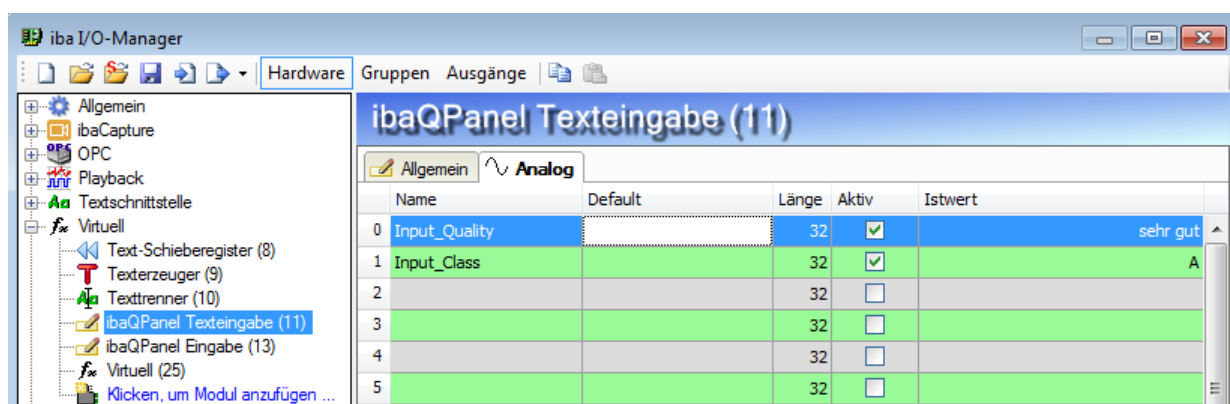 iba I/O-Manager
Hardware Gruppen Ausgänge
Allgemein
ibaCapture
OPC
Playback
Textschnittstelle
Virtuell
Text-Schieberegister (8)
Texterzeuger (9)
Texttrenner (10)
ibaQPanel Texteingabe (11)
ibaQPanel Eingabe (13)
Virtuell (25)
Klicken, um Modul anzufügen ...
ibaQPanel Texteingabe (11)
Allgemein Analog
Name Default Länge Aktiv Istwert
0 Input_Quality 32 sehr gut
1 Input_Class 32 A
2 32
3 32
4 32
5 32